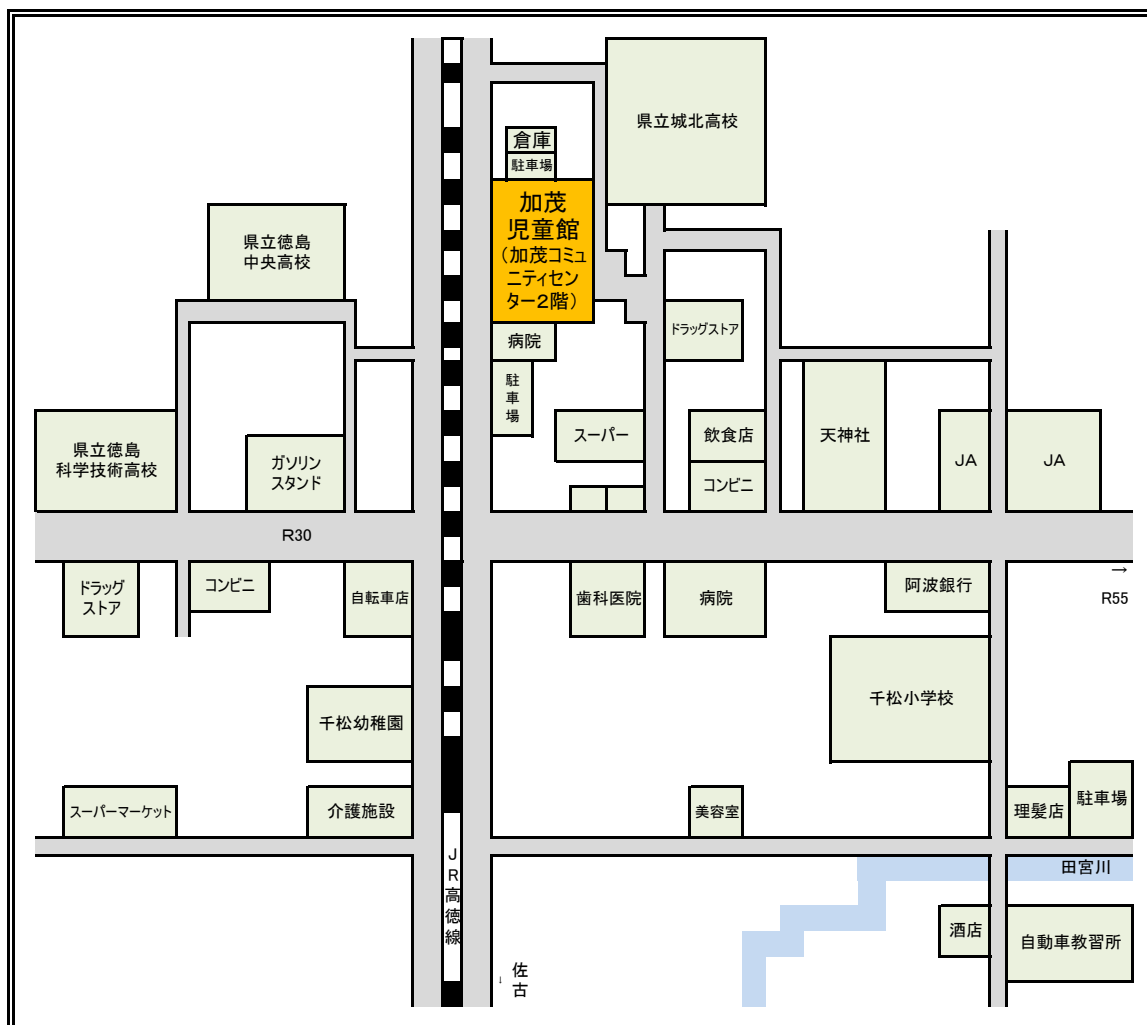 県立城北高校
倉庫
駐車場
加茂
児童館
(加茂コミュ
ニティセン
ター2階)
県立徳島
中央高校
病院
ドラッグストア
駐
車
場
スーパー
飲食店
コンビニ
天神社
JA
JA
県立徳島
科学技術高校
ガソリン
スタンド
R30
ドラッグ
ストア
コンビニ
自転車店
歯科医院
病院
阿波銀行
→
R55
千松幼稚園
千松小学校
スーパーマーケット
介護施設
美容室
理髪店
駐車場
J
R
高
徳
線
田宮川
酒店
自動車教習所
↓
佐
古